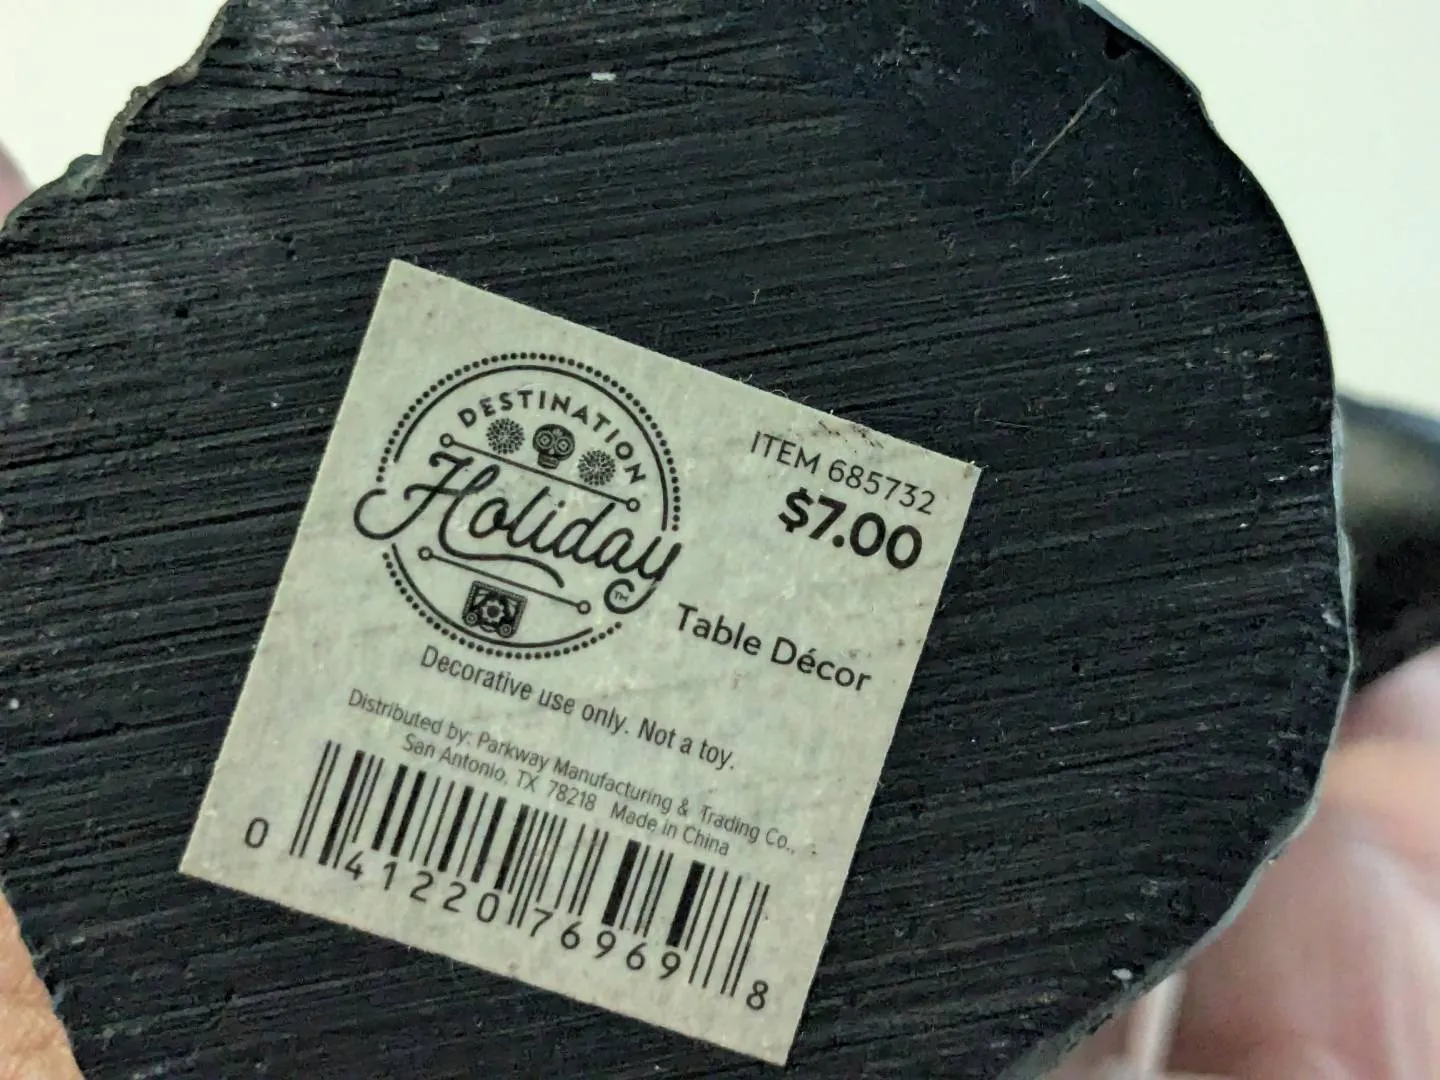 DESTINATION
Holiday
TM
ITEM 685732
$7.00
Table Décor
Decorative use only. Not a toy.
Distributed by: Parkway Manufacturing & Trading Co.,
San Antonio, TX 78218 Made in China
0 41220 76969 8